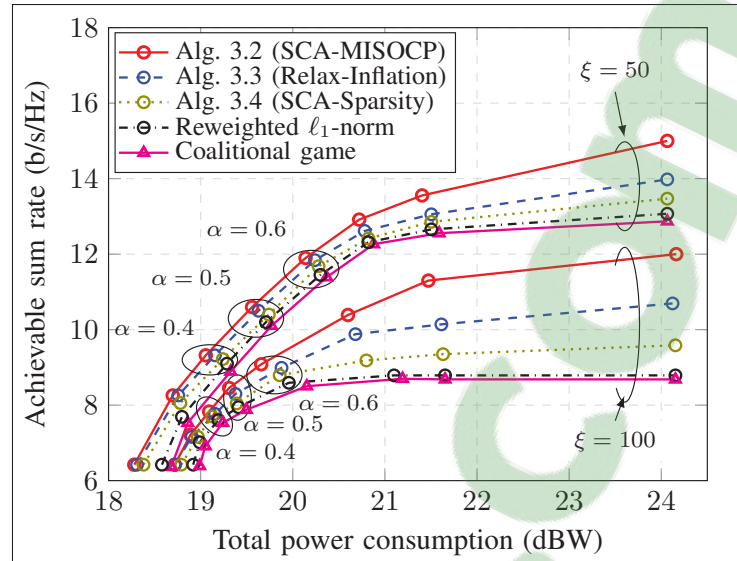 Achievable sum rate (b/s/Hz)
18
16
14
12
10
8
6
Alg. 3.2 (SCA-MISOCP)
Alg. 3.3 (Relax-Inflation)
Alg. 3.4 (SCA-Sparsity)
Reweighted ℓ₁-norm
Coalitional game
ξ = 50
α = 0.6
α = 0.5
α = 0.4
α = 0.6
α = 0.5
α = 0.4
ξ = 100
18 19 20 21 22 23 24
Total power consumption (dBW)
.com